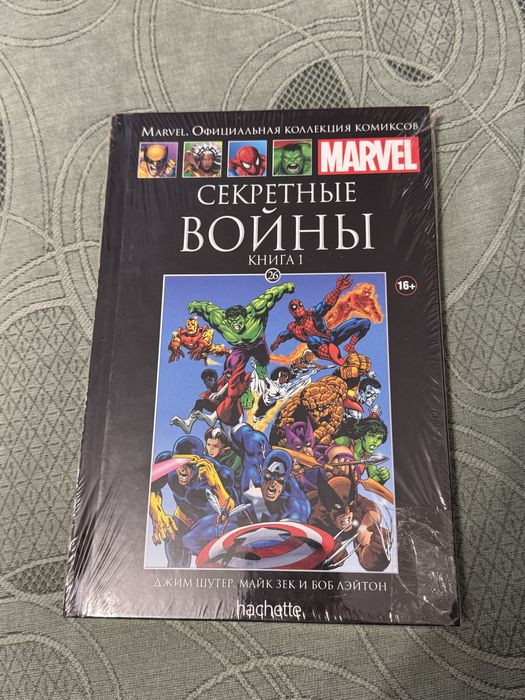 MARVEL. ОФИЦИАЛЬНАЯ КОЛЛЕКЦИЯ КОМИКСОВ
MARVEL
СЕКРЕТНЫЕ
ВОЙНЫ
КНИГА 1
26
16+
ДЖИМ ШУТЕР, МАЙК ЗЕК И БОБ ЛЭЙТОН
hachette